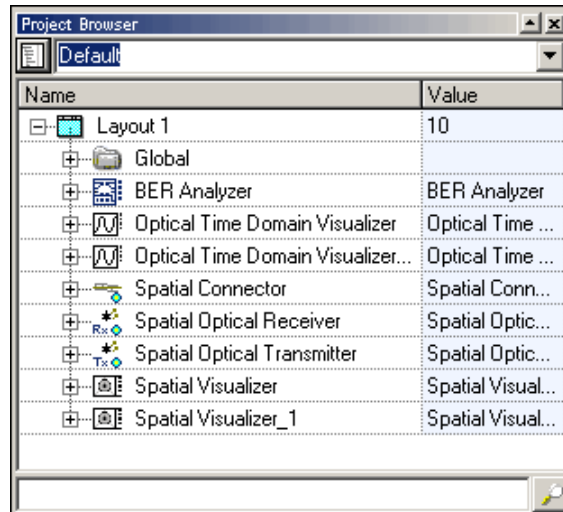 Project Browser
Default
Name Value
Layout 1 10
Global
BER Analyzer BER Analyzer
Optical Time Domain Visualizer Optical Time ...
Optical Time Domain Visualizer... Optical Time ...
Spatial Connector Spatial Conn...
Rx Spatial Optical Receiver Spatial Optic...
Tx Spatial Optical Transmitter Spatial Optic...
Spatial Visualizer Spatial Visual...
Spatial Visualizer_1 Spatial Visual...